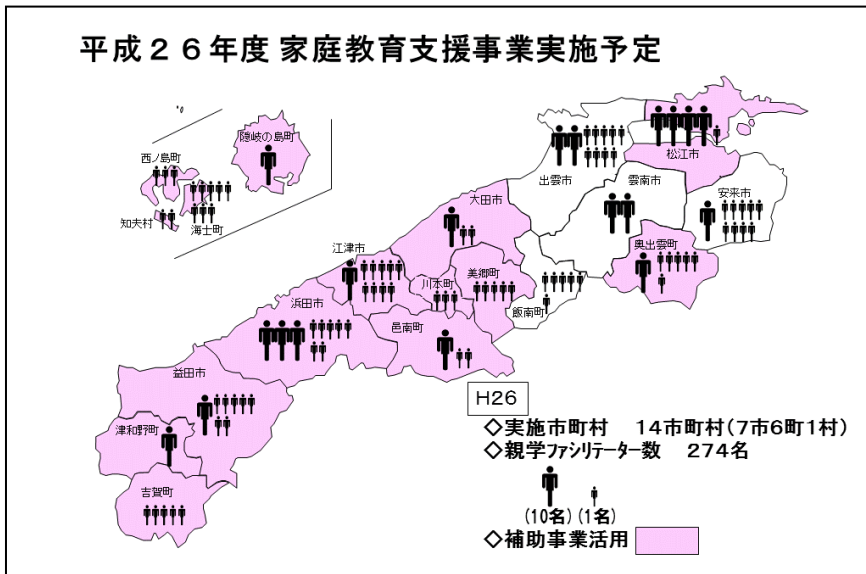 平成２６年度 家庭教育支援事業実施予定
隠岐の島町
西ノ島町
知夫村
海士町
松江市
出雲市
雲南市
安来市
大田市
奥出雲町
江津市
川本町
美郷町
飯南町
浜田市
邑南町
益田市
津和野町
吉賀町
H26
◇実施市町村　14市町村(7市6町1村)
◇親学ファシリテーター数　274名
(10名) (1名)
◇補助事業活用